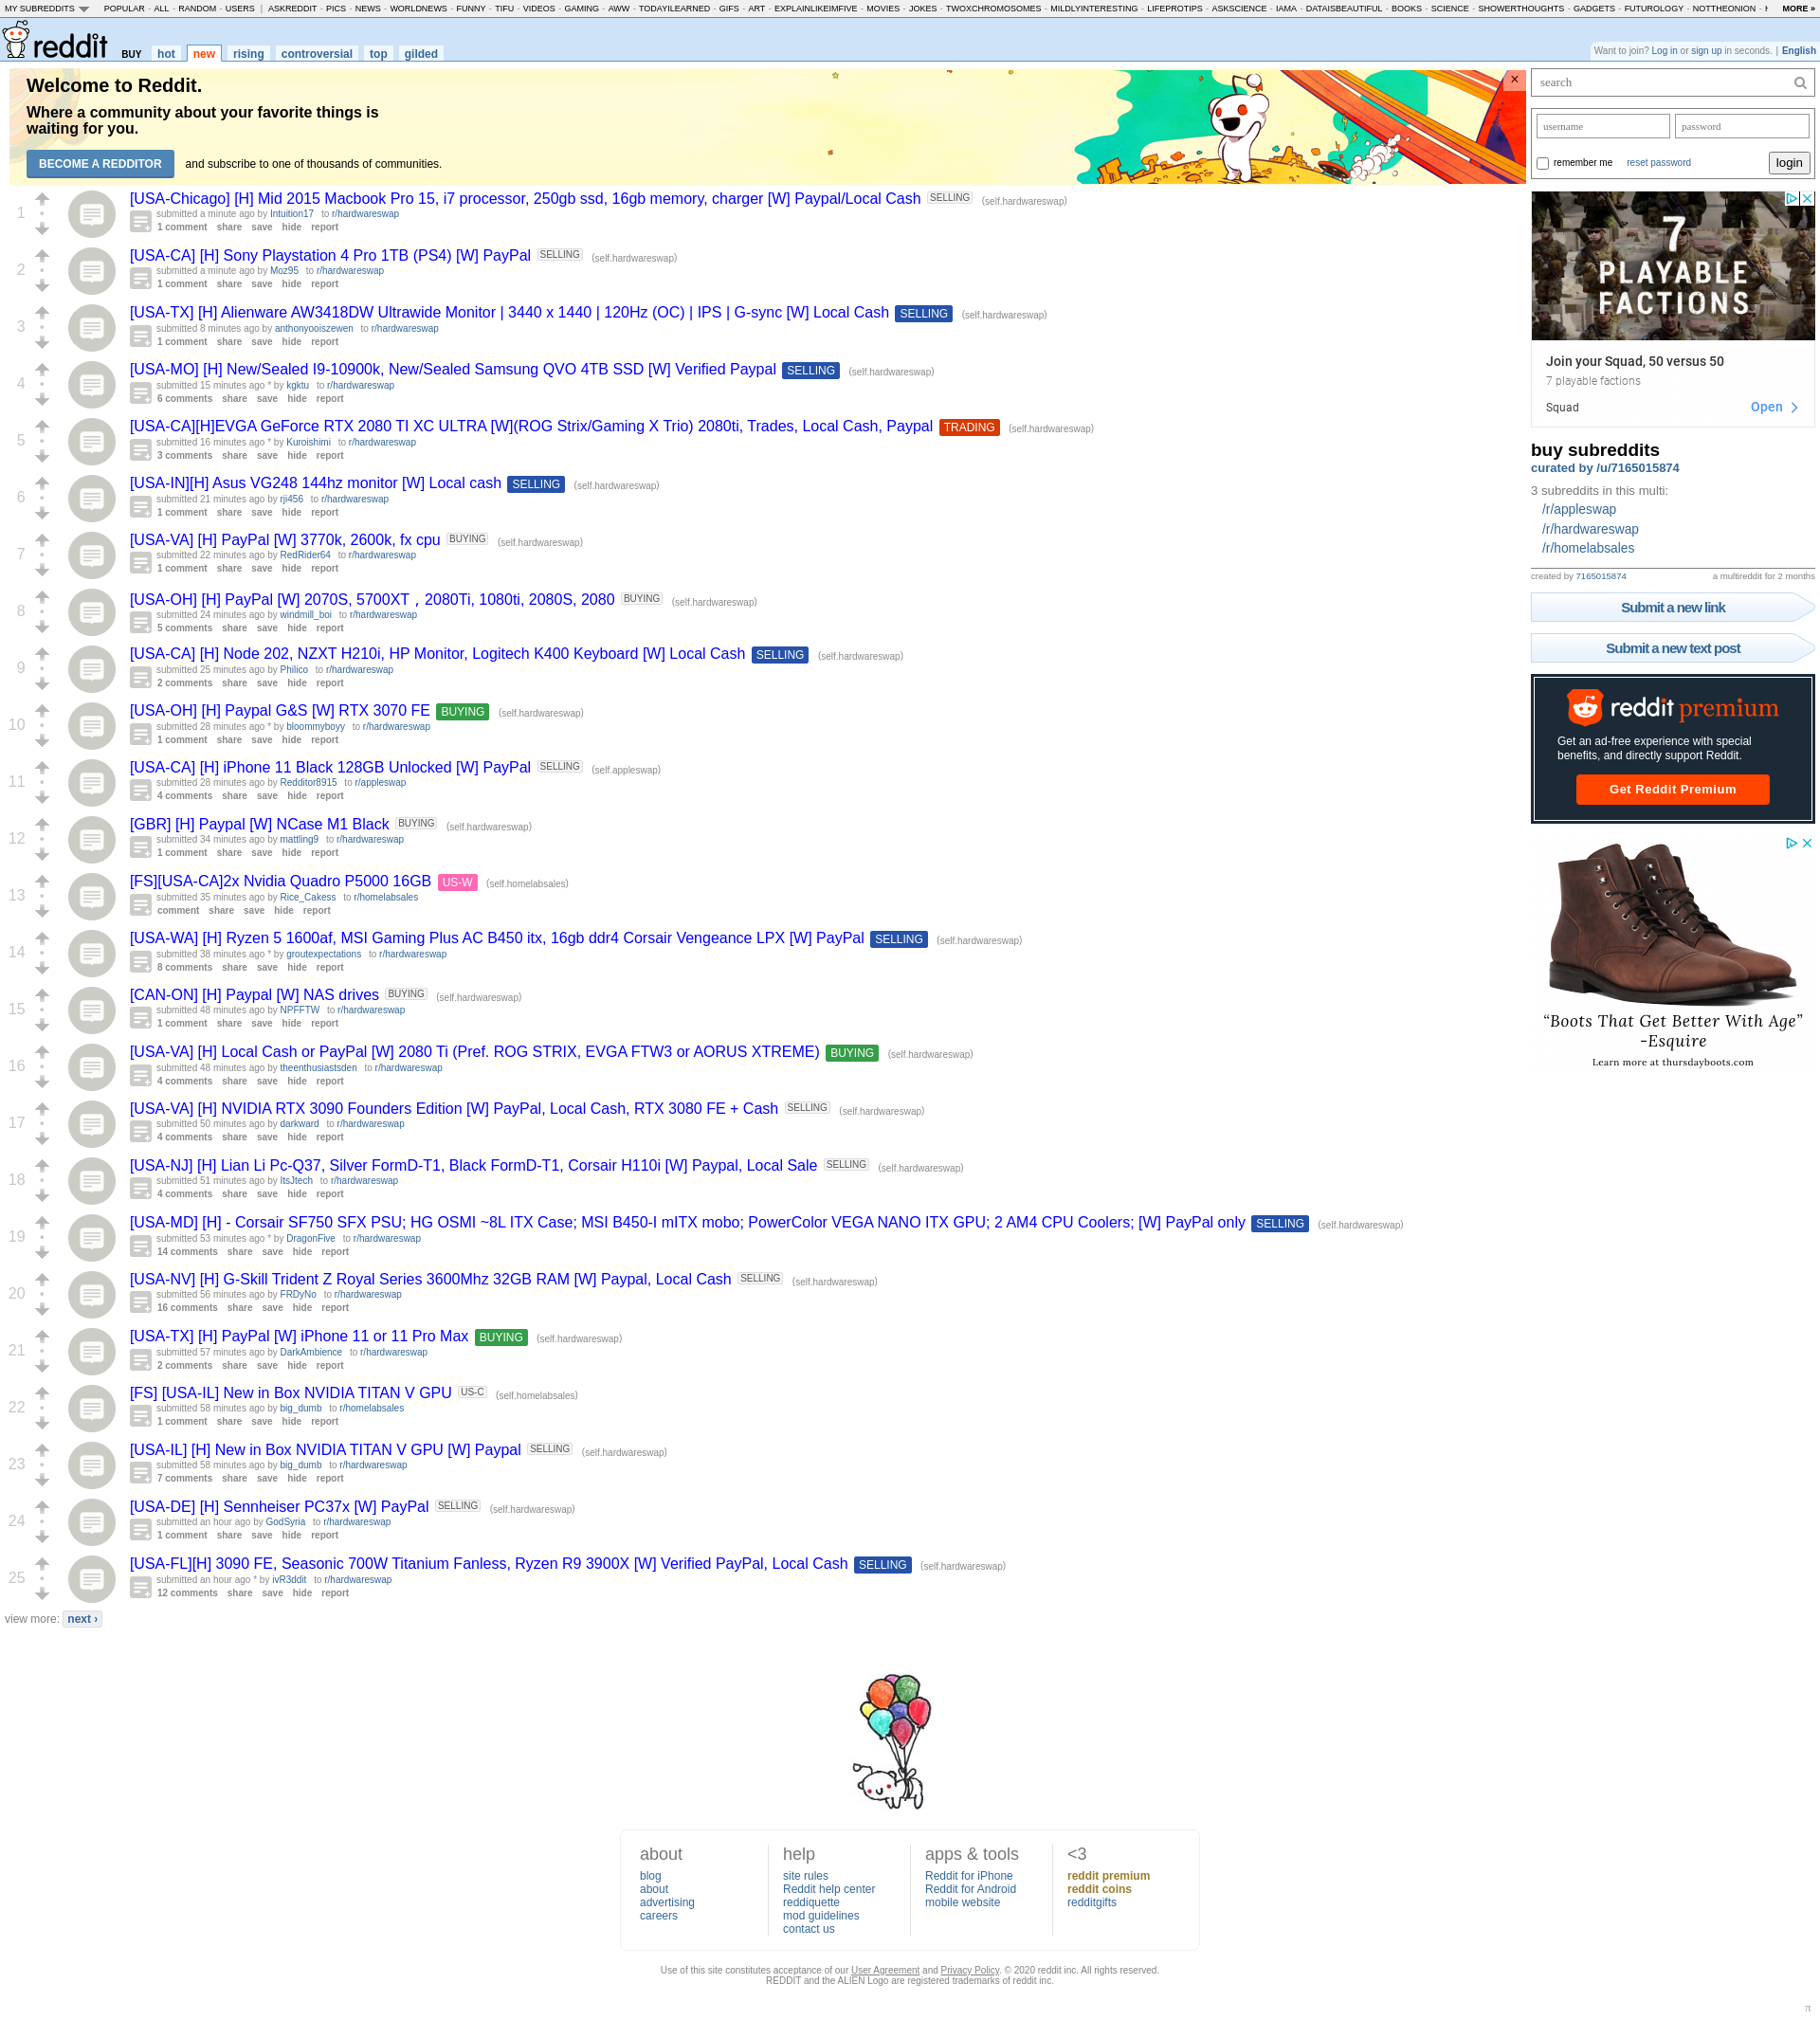 MY SUBREDDITS POPULAR - ALL - RANDOM - USERS | ASKREDDIT - PICS - NEWS - WORLDNEWS - FUNNY - TIFU - VIDEOS - GAMING - AWW - TODAYILEARNED - GIFS - ART - EXPLAINLIKEIMFIVE - MOVIES - JOKES - TWOXCHROMOSOMES - MILDLYINTERESTING - LIFEPROTIPS - ASKSCIENCE - IAMA - DATAISBEAUTIFUL - BOOKS - SCIENCE - SHOWERTHOUGHTS - GADGETS - FUTUROLOGY - NOTTHEONION - MORE »
reddit BUY hot new rising controversial top gilded
Want to join? Log in or sign up in seconds. | English
Welcome to Reddit.
Where a community about your favorite things is
waiting for you.
BECOME A REDDITOR and subscribe to one of thousands of communities.
×
1
[USA-Chicago] [H] Mid 2015 Macbook Pro 15, i7 processor, 250gb ssd, 16gb memory, charger [W] Paypal/Local Cash SELLING (self.hardwareswap)
submitted a minute ago by Intuition17 to r/hardwareswap
1 comment share save hide report
2
[USA-CA] [H] Sony Playstation 4 Pro 1TB (PS4) [W] PayPal SELLING (self.hardwareswap)
submitted a minute ago by Moz95 to r/hardwareswap
1 comment share save hide report
3
[USA-TX] [H] Alienware AW3418DW Ultrawide Monitor | 3440 x 1440 | 120Hz (OC) | IPS | G-sync [W] Local Cash SELLING (self.hardwareswap)
submitted 8 minutes ago by anthonyooiszewen to r/hardwareswap
1 comment share save hide report
4
[USA-MO] [H] New/Sealed I9-10900k, New/Sealed Samsung QVO 4TB SSD [W] Verified Paypal SELLING (self.hardwareswap)
submitted 15 minutes ago * by kgktu to r/hardwareswap
6 comments share save hide report
5
[USA-CA][H]EVGA GeForce RTX 2080 TI XC ULTRA [W](ROG Strix/Gaming X Trio) 2080ti, Trades, Local Cash, Paypal TRADING (self.hardwareswap)
submitted 16 minutes ago * by Kuroishimi to r/hardwareswap
3 comments share save hide report
6
[USA-IN][H] Asus VG248 144hz monitor [W] Local cash SELLING (self.hardwareswap)
submitted 21 minutes ago by rji456 to r/hardwareswap
1 comment share save hide report
7
[USA-VA] [H] PayPal [W] 3770k, 2600k, fx cpu BUYING (self.hardwareswap)
submitted 22 minutes ago by RedRider64 to r/hardwareswap
1 comment share save hide report
8
[USA-OH] [H] PayPal [W] 2070S, 5700XT，2080Ti, 1080ti, 2080S, 2080 BUYING (self.hardwareswap)
submitted 24 minutes ago by windmill_boi to r/hardwareswap
5 comments share save hide report
9
[USA-CA] [H] Node 202, NZXT H210i, HP Monitor, Logitech K400 Keyboard [W] Local Cash SELLING (self.hardwareswap)
submitted 25 minutes ago by Philico to r/hardwareswap
2 comments share save hide report
10
[USA-OH] [H] Paypal G&S [W] RTX 3070 FE BUYING (self.hardwareswap)
submitted 28 minutes ago * by bloommyboyy to r/hardwareswap
1 comment share save hide report
11
[USA-CA] [H] iPhone 11 Black 128GB Unlocked [W] PayPal SELLING (self.appleswap)
submitted 28 minutes ago by Redditor8915 to r/appleswap
4 comments share save hide report
12
[GBR] [H] Paypal [W] NCase M1 Black BUYING (self.hardwareswap)
submitted 34 minutes ago by mattling9 to r/hardwareswap
1 comment share save hide report
13
[FS][USA-CA]2x Nvidia Quadro P5000 16GB US-W (self.homelabsales)
submitted 35 minutes ago by Rice_Cakess to r/homelabsales
comment share save hide report
14
[USA-WA] [H] Ryzen 5 1600af, MSI Gaming Plus AC B450 itx, 16gb ddr4 Corsair Vengeance LPX [W] PayPal SELLING (self.hardwareswap)
submitted 38 minutes ago * by groutexpectations to r/hardwareswap
8 comments share save hide report
15
[CAN-ON] [H] Paypal [W] NAS drives BUYING (self.hardwareswap)
submitted 48 minutes ago by NPFFTW to r/hardwareswap
1 comment share save hide report
16
[USA-VA] [H] Local Cash or PayPal [W] 2080 Ti (Pref. ROG STRIX, EVGA FTW3 or AORUS XTREME) BUYING (self.hardwareswap)
submitted 48 minutes ago by theenthusiastsden to r/hardwareswap
4 comments share save hide report
17
[USA-VA] [H] NVIDIA RTX 3090 Founders Edition [W] PayPal, Local Cash, RTX 3080 FE + Cash SELLING (self.hardwareswap)
submitted 50 minutes ago by darkward to r/hardwareswap
4 comments share save hide report
18
[USA-NJ] [H] Lian Li Pc-Q37, Silver FormD-T1, Black FormD-T1, Corsair H110i [W] Paypal, Local Sale SELLING (self.hardwareswap)
submitted 51 minutes ago by ItsJtech to r/hardwareswap
4 comments share save hide report
19
[USA-MD] [H] - Corsair SF750 SFX PSU; HG OSMI ~8L ITX Case; MSI B450-I mITX mobo; PowerColor VEGA NANO ITX GPU; 2 AM4 CPU Coolers; [W] PayPal only SELLING (self.hardwareswap)
submitted 53 minutes ago * by DragonFive to r/hardwareswap
14 comments share save hide report
20
[USA-NV] [H] G-Skill Trident Z Royal Series 3600Mhz 32GB RAM [W] Paypal, Local Cash SELLING (self.hardwareswap)
submitted 56 minutes ago by FRDyNo to r/hardwareswap
16 comments share save hide report
21
[USA-TX] [H] PayPal [W] iPhone 11 or 11 Pro Max BUYING (self.hardwareswap)
submitted 57 minutes ago by DarkAmbience to r/hardwareswap
2 comments share save hide report
22
[FS] [USA-IL] New in Box NVIDIA TITAN V GPU US-C (self.homelabsales)
submitted 58 minutes ago by big_dumb to r/homelabsales
1 comment share save hide report
23
[USA-IL] [H] New in Box NVIDIA TITAN V GPU [W] Paypal SELLING (self.hardwareswap)
submitted 58 minutes ago by big_dumb to r/hardwareswap
7 comments share save hide report
24
[USA-DE] [H] Sennheiser PC37x [W] PayPal SELLING (self.hardwareswap)
submitted an hour ago by GodSyria to r/hardwareswap
1 comment share save hide report
25
[USA-FL][H] 3090 FE, Seasonic 700W Titanium Fanless, Ryzen R9 3900X [W] Verified PayPal, Local Cash SELLING (self.hardwareswap)
submitted an hour ago * by ivR3ddit to r/hardwareswap
12 comments share save hide report
view more: next ›
search
username password
remember me reset password login
7
PLAYABLE
FACTIONS
Join your Squad, 50 versus 50
7 playable factions
Squad Open
buy subreddits
curated by /u/7165015874
3 subreddits in this multi:
/r/appleswap
/r/hardwareswap
/r/homelabsales
created by 7165015874 a multireddit for 2 months
Submit a new link
Submit a new text post
reddit premium
Get an ad-free experience with special
benefits, and directly support Reddit.
Get Reddit Premium
“Boots That Get Better With Age”
-Esquire
Learn more at thursdayboots.com
about
blog
about
advertising
careers
help
site rules
Reddit help center
reddiquette
mod guidelines
contact us
apps & tools
Reddit for iPhone
Reddit for Android
mobile website
<3
reddit premium
reddit coins
redditgifts
Use of this site constitutes acceptance of our User Agreement and Privacy Policy. © 2020 reddit inc. All rights reserved.
REDDIT and the ALIEN Logo are registered trademarks of reddit inc.
π